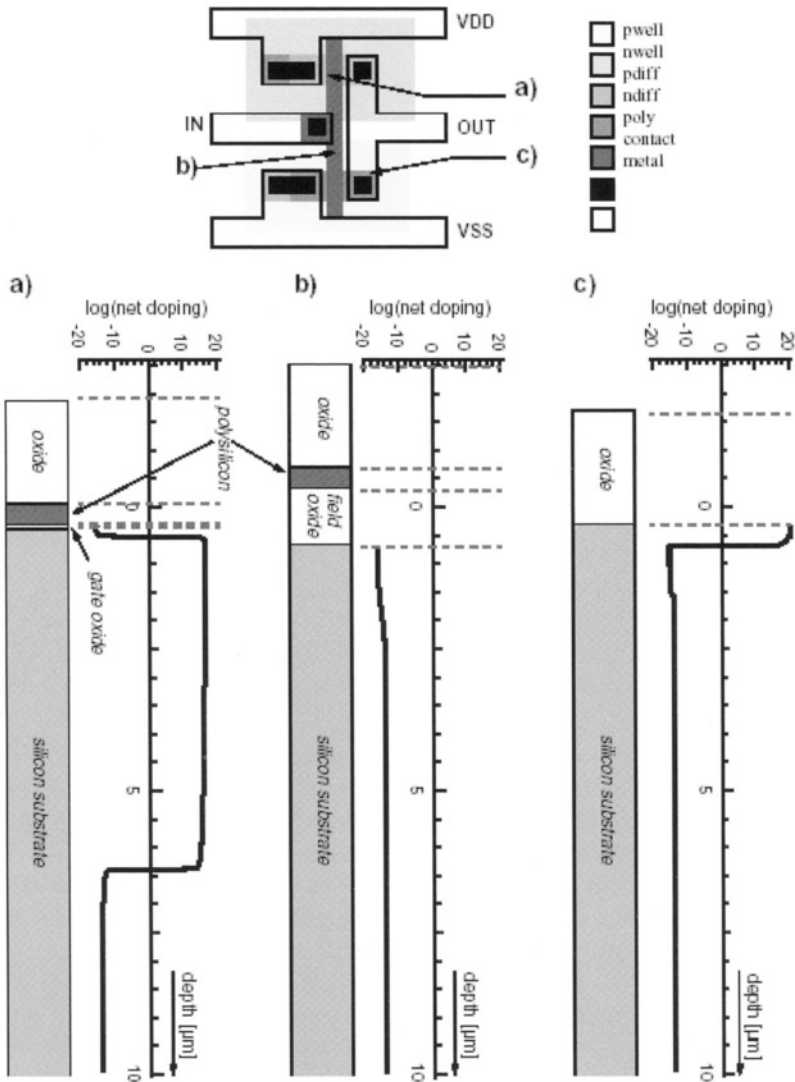 VDD
a)
IN
OUT
b)
c)
VSS
pwell
nwell
pdiff
ndiff
poly
contact
metal
a)
log(net doping)
-20
-10
0
10
20
oxide
polysilicon
gate oxide
silicon substrate
0
5
10
depth [µm]
b)
log(net doping)
-20
-10
0
10
20
oxide
field
oxide
silicon substrate
0
5
10
depth [µm]
c)
log(net doping)
-20
-10
0
10
20
oxide
silicon substrate
0
5
10
depth [µm]